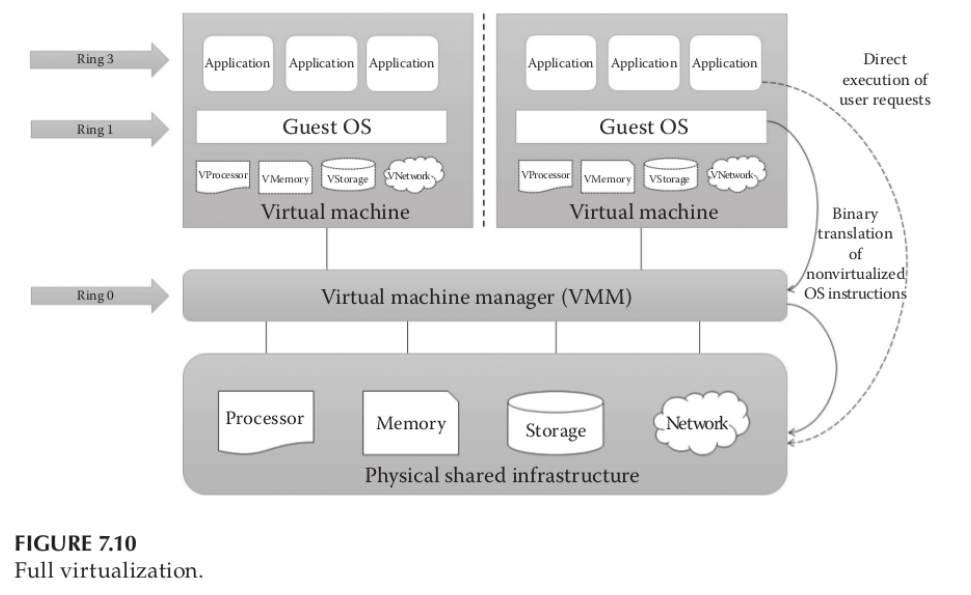 Ring 3
Application
Application
Application
Application
Application
Application
Direct
execution of
user requests
Ring 1
Guest OS
Guest OS
VProcessor
VMemory
VStorage
VNetwork
VProcessor
VMemory
VStorage
VNetwork
Virtual machine
Virtual machine
Binary
translation
of
nonvirtualized
OS instructions
Ring 0
Virtual machine manager (VMM)
Processor
Memory
Storage
Network
Physical shared infrastructure
FIGURE 7.10
Full virtualization.